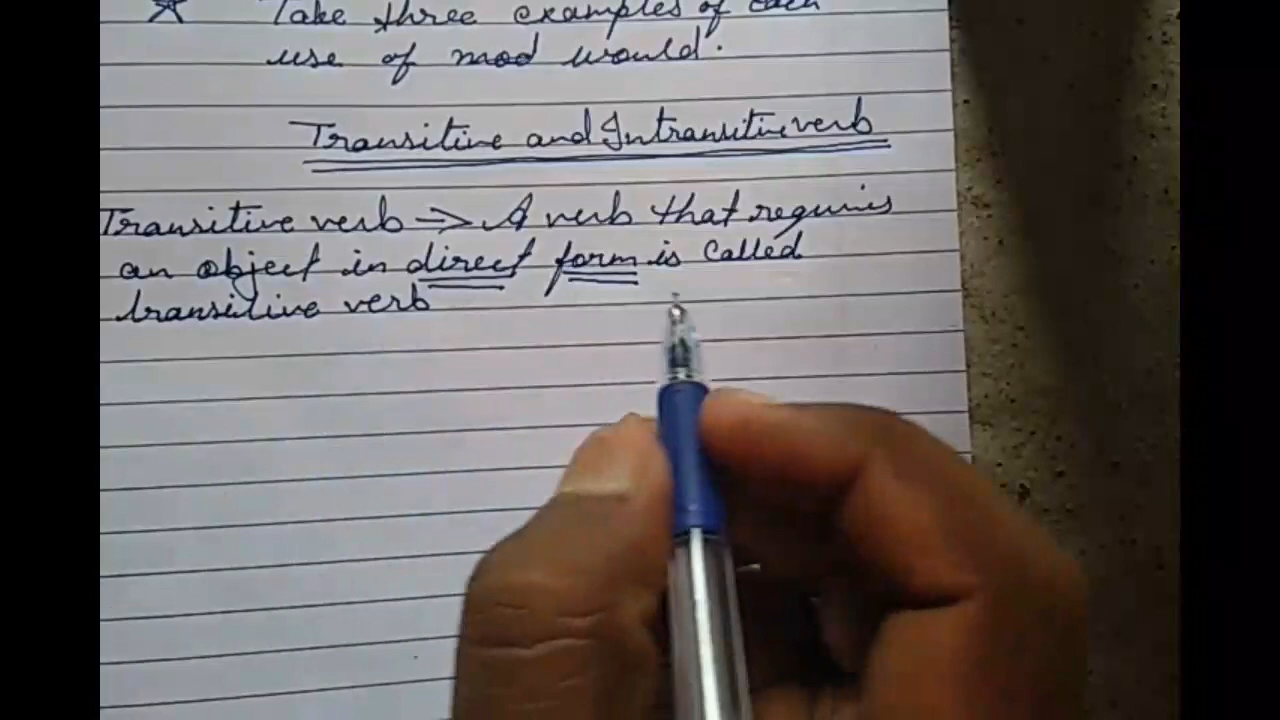 Take three examples of each
use of mod would.
Transitive and Intransitive verb
Transitive verb ⇒ A verb that requires
an object in direct form is called
transitive verb